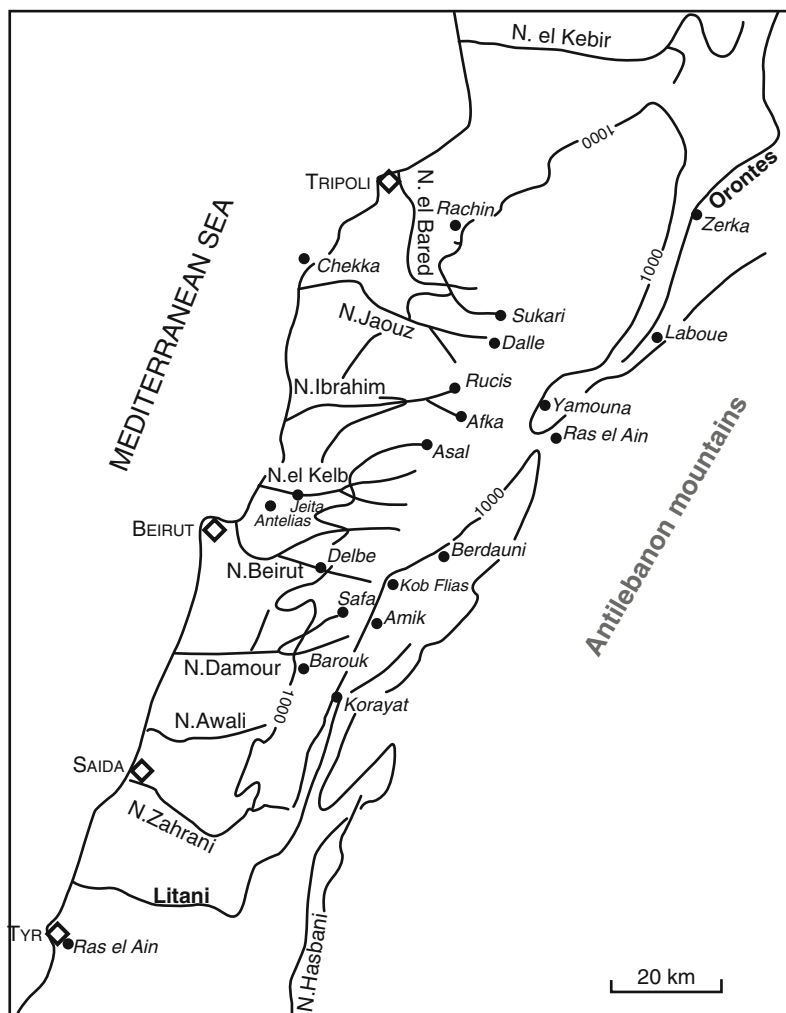 N. el Kebir
1000
TRIPOLI
N. el Bared
Rachin
Orontes
Zerka
MEDITERRANEAN SEA
Chekka
1000
N.Jaouz
Sukari
Dalle
Laboue
N.Ibrahim
Rucis
Yamouna
Afka
Ras el Ain
Asal
Antilebanon mountains
N.el Kelb
Jeita
Antelias
1000
BEIRUT
Delbe
Berdauni
N.Beirut
Kob Flias
Safa
Amik
N.Damour
Barouk
1000
Korayat
N.Awali
SAIDA
N.Zahrani
Litani
TYR
Ras el Ain
N.Hasbani
20 km